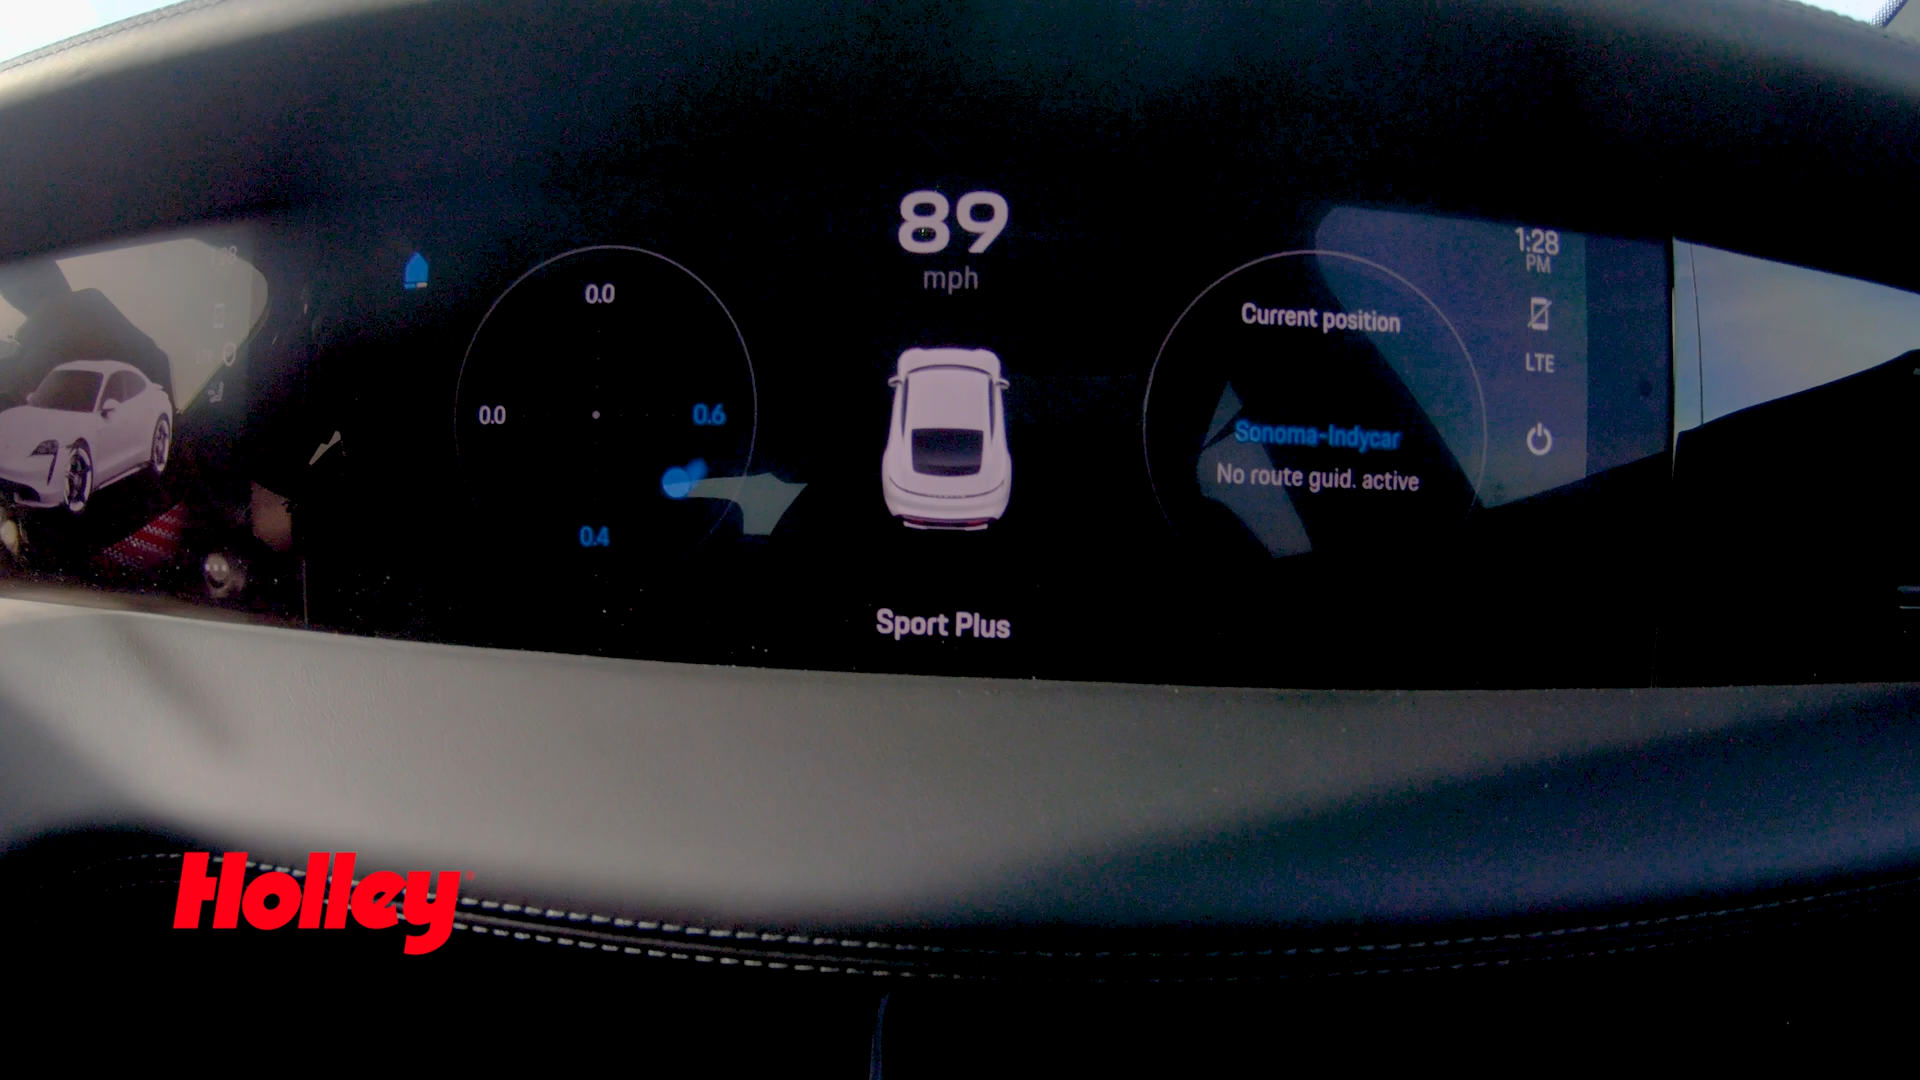 89
mph
1:28
PM
0.0
Current position
LTE
0.0
0.6
Sonoma-Indycar
No route guid. active
0.4
Sport Plus
Holley